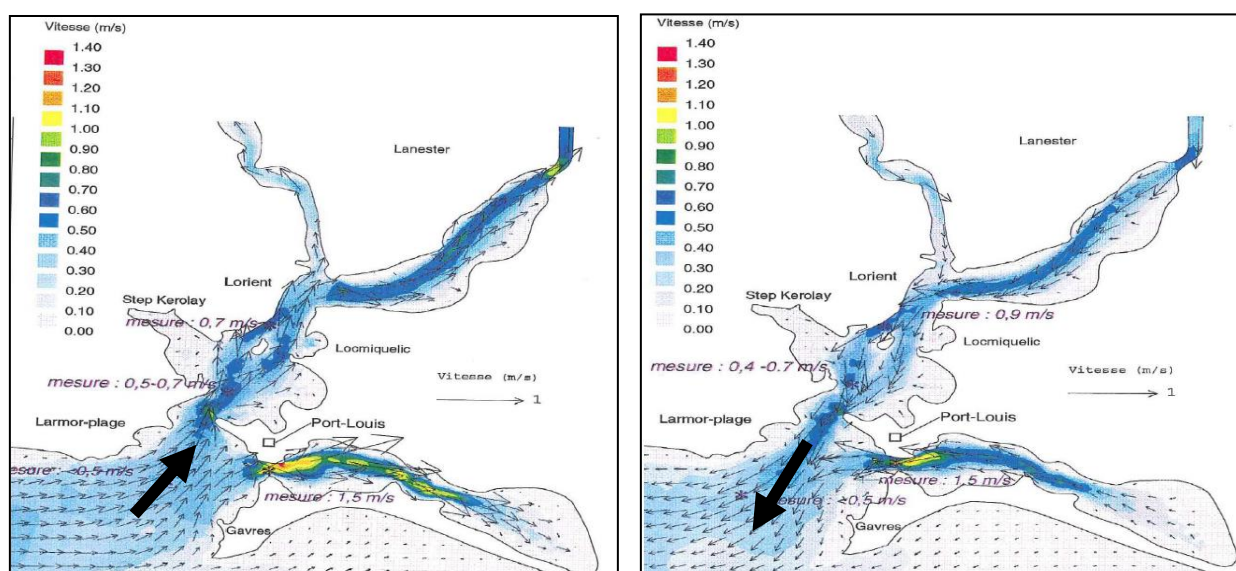 Vitesse (m/s)
1.40
1.30
1.20
1.10
1.00
0.90
0.80
0.70
0.60
0.50
0.40
0.30
0.20
0.10
0.00
Lanester
Lorient
Step Kerolay
mesure : 0,7 m/s
Locmiquelic
mesure : 0,5-0,7 m/s
Vitesse (m/s)
1
Larmor-plage
Port-Louis
mesure : ~0,5 m/s
mesure : 1,5 m/s
Gavres
Vitesse (m/s)
1.40
1.30
1.20
1.10
1.00
0.90
0.80
0.70
0.60
0.50
0.40
0.30
0.20
0.10
0.00
Lanester
Lorient
Step Kerolay
mesure : 0,9 m/s
Locmiquelic
mesure : 0,4 -0.7 m/s
Vitesse (m/s)
1
Larmor-plage
Port-Louis
mesure : 1,5 m/s
mesure : ~0,5 m/s
Gavres